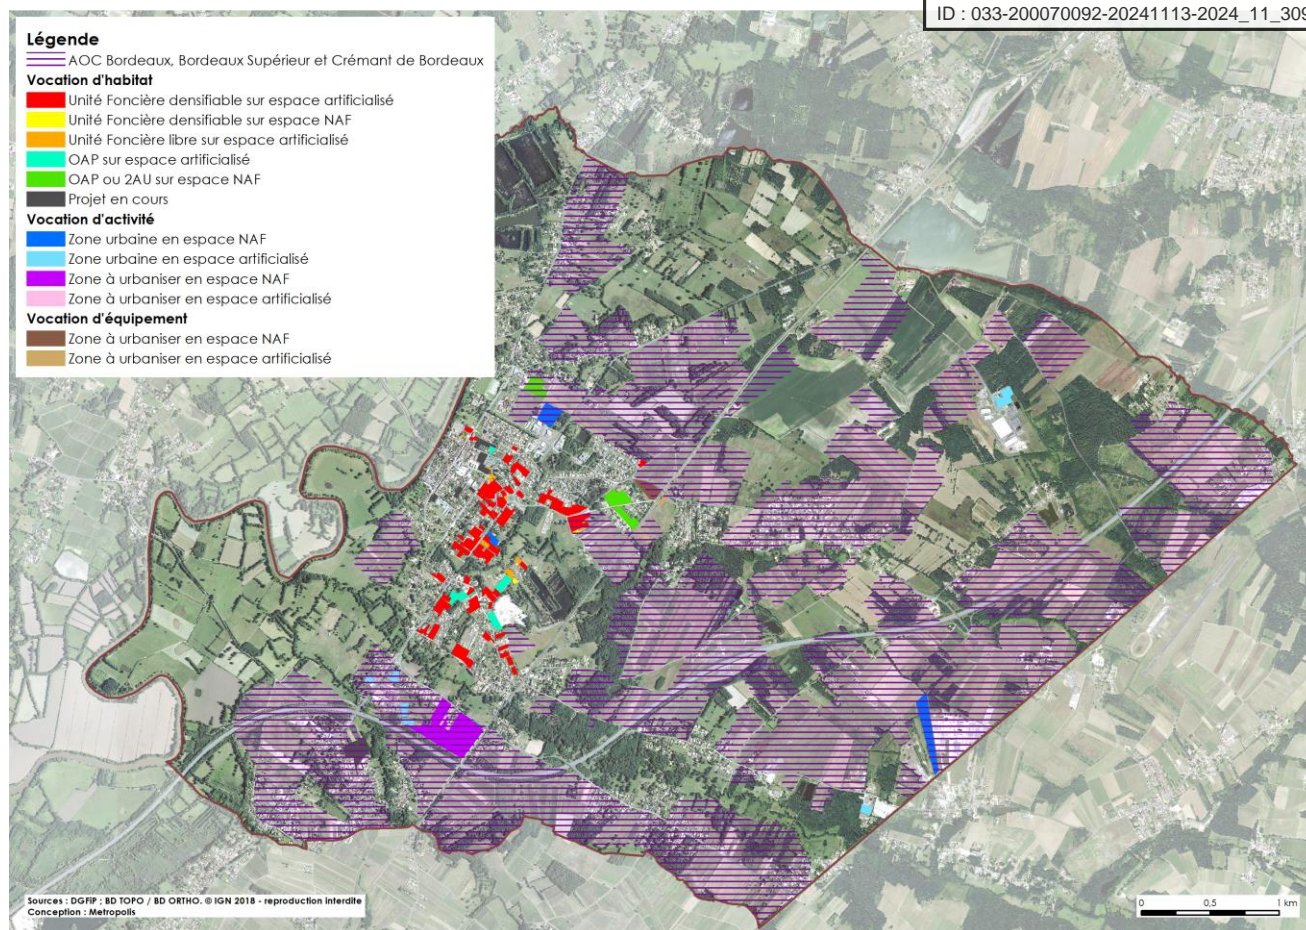 ID : 033-200070092-20241113-2024_11_309
Légende
AOC Bordeaux, Bordeaux Supérieur et Crémant de Bordeaux
Vocation d'habitat
Unité Foncière densifiable sur espace artificialisé
Unité Foncière densifiable sur espace NAF
Unité Foncière libre sur espace artificialisé
OAP sur espace artificialisé
OAP ou 2AU sur espace NAF
Projet en cours
Vocation d'activité
Zone urbaine en espace NAF
Zone urbaine en espace artificialisé
Zone à urbaniser en espace NAF
Zone à urbaniser en espace artificialisé
Vocation d'équipement
Zone à urbaniser en espace NAF
Zone à urbaniser en espace artificialisé
Sources : DGFiP ; BD TOPO / BD ORTHO. © IGN 2018 - reproduction interdite
Conception : Metropolis
0 0,5 1 km